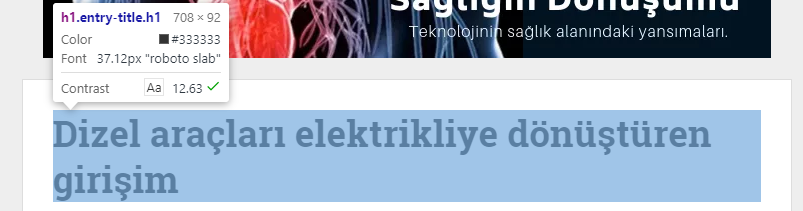 Sağlığın Dönüşümü
Teknolojinin sağlık alanındaki yansımaları.
h1.entry-title.h1 708 × 92
Color #333333
Font 37.12px "roboto slab"
Contrast Aa 12.63
Dizel araçları elektrikliye dönüştüren
girişim